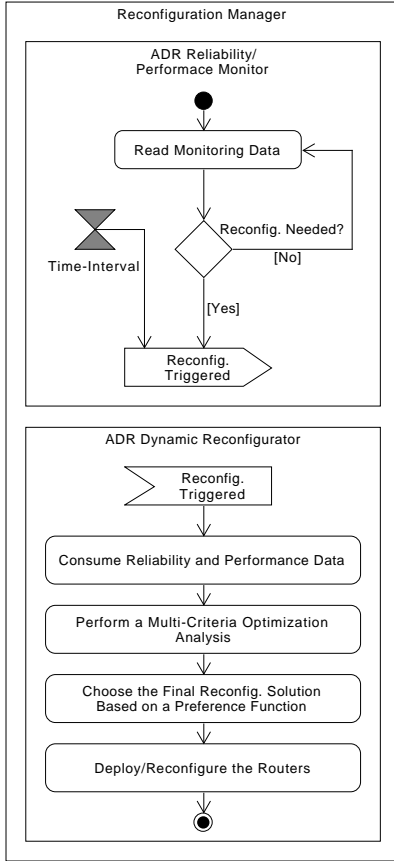 Reconfiguration Manager
ADR Reliability/
Performace Monitor
Read Monitoring Data
Reconfig. Needed?
[No]
Time-Interval
[Yes]
Reconfig.
Triggered
ADR Dynamic Reconfigurator
Reconfig.
Triggered
Consume Reliability and Performance Data
Perform a Multi-Criteria Optimization
Analysis
Choose the Final Reconfig. Solution
Based on a Preference Function
Deploy/Reconfigure the Routers